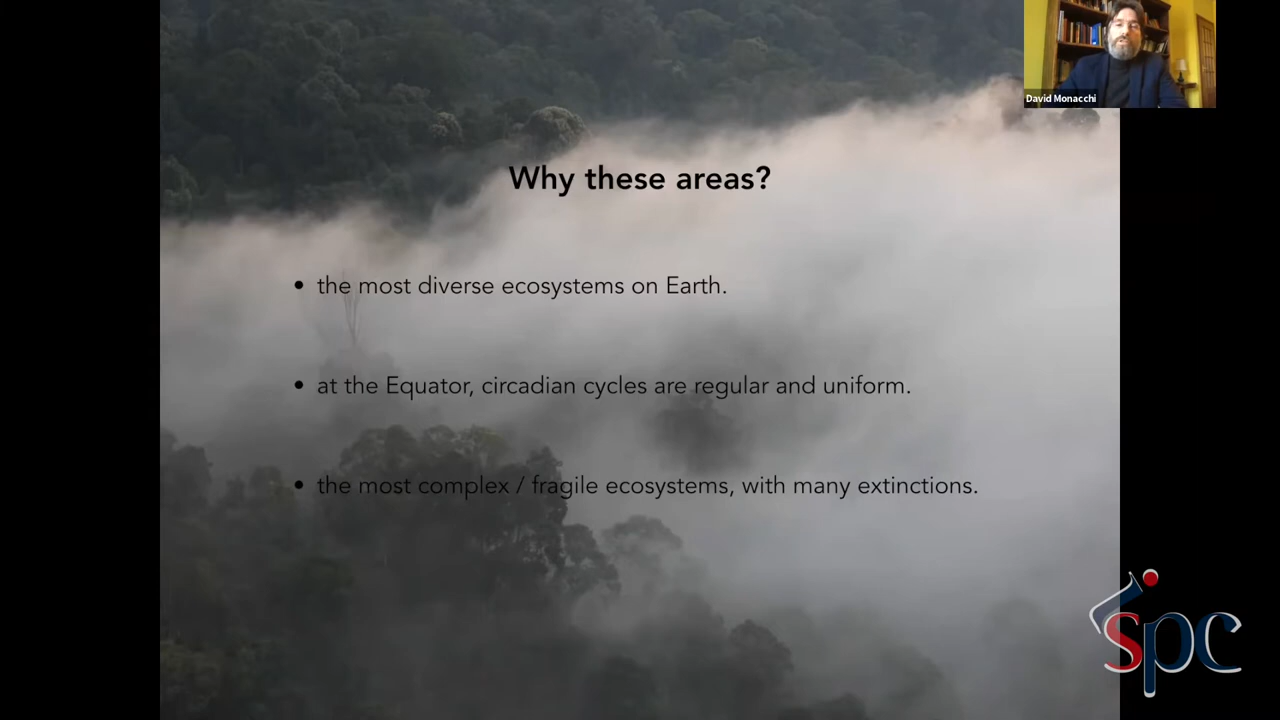 David Monacchi
Why these areas?
• the most diverse ecosystems on Earth.
• at the Equator, circadian cycles are regular and uniform.
• the most complex / fragile ecosystems, with many extinctions.
spc